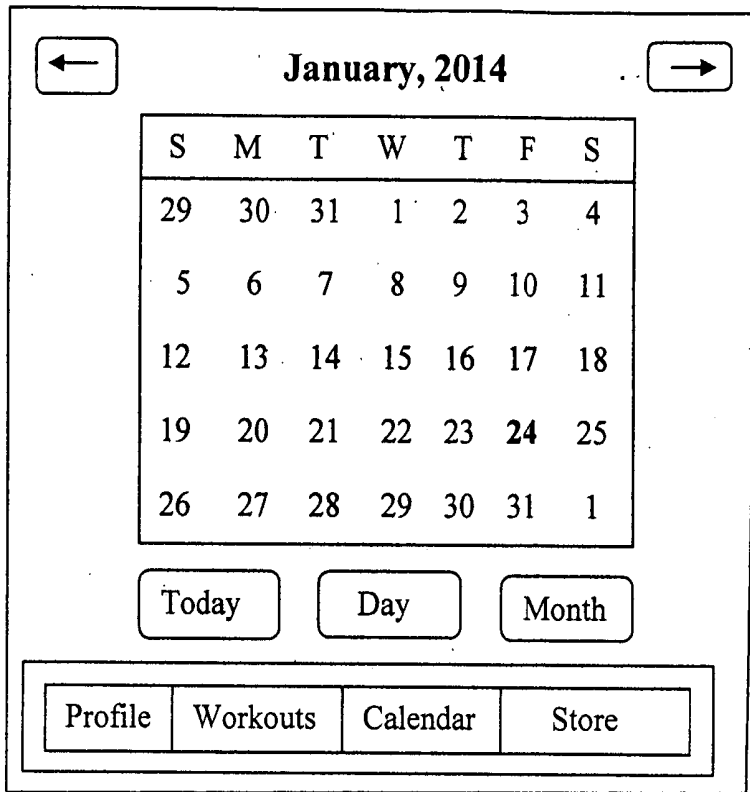 January, 2014
S M T W T F S
29 30 31 1 2 3 4
5 6 7 8 9 10 11
12 13 14 15 16 17 18
19 20 21 22 23 24 25
26 27 28 29 30 31 1
Today Day Month
Profile Workouts Calendar Store